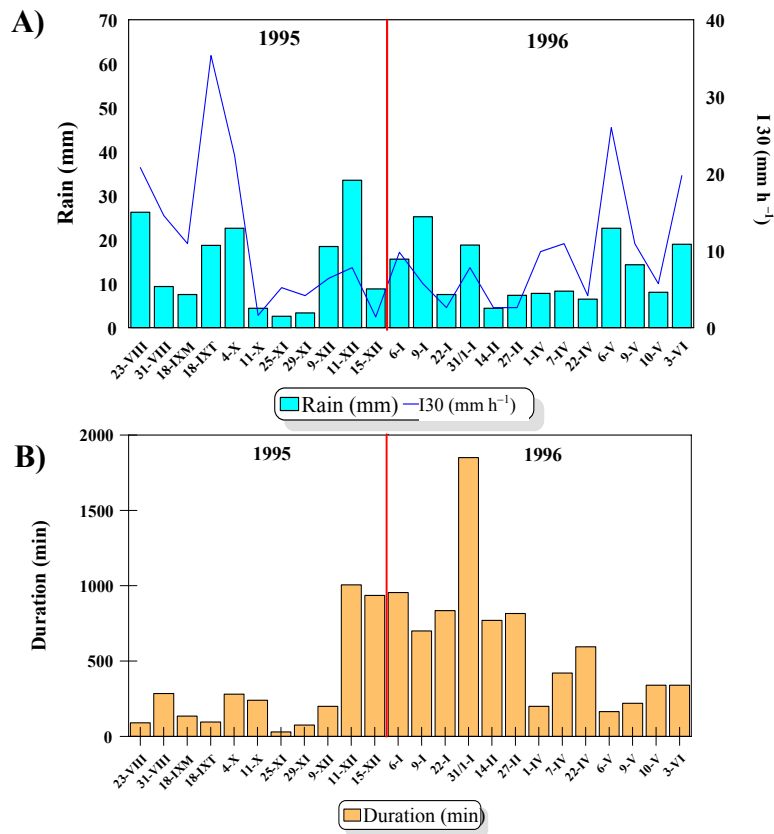 A)
1995
1996
70
60
50
40
30
20
10
0
Rain (mm)
40
30
20
10
0
I 30 (mm h⁻¹)
23-VIII
31-VIII
18-IXM
18-IXT
4-X
11-X
25-XI
29-XI
9-XII
11-XII
15-XII
6-I
9-I
22-I
31/1-I
14-II
27-II
1-IV
7-IV
22-IV
6-V
9-V
10-V
3-VI
Rain (mm) I30 (mm h⁻¹)
B)
1995
1996
2000
1500
1000
500
0
Duration (min)
23-VIII
31-VIII
18-IXM
18-IXT
4-X
11-X
25-XI
29-XI
9-XII
11-XII
15-XII
6-I
9-I
22-I
31/1-I
14-II
27-II
1-IV
7-IV
22-IV
6-V
9-V
10-V
3-VI
Duration (min)